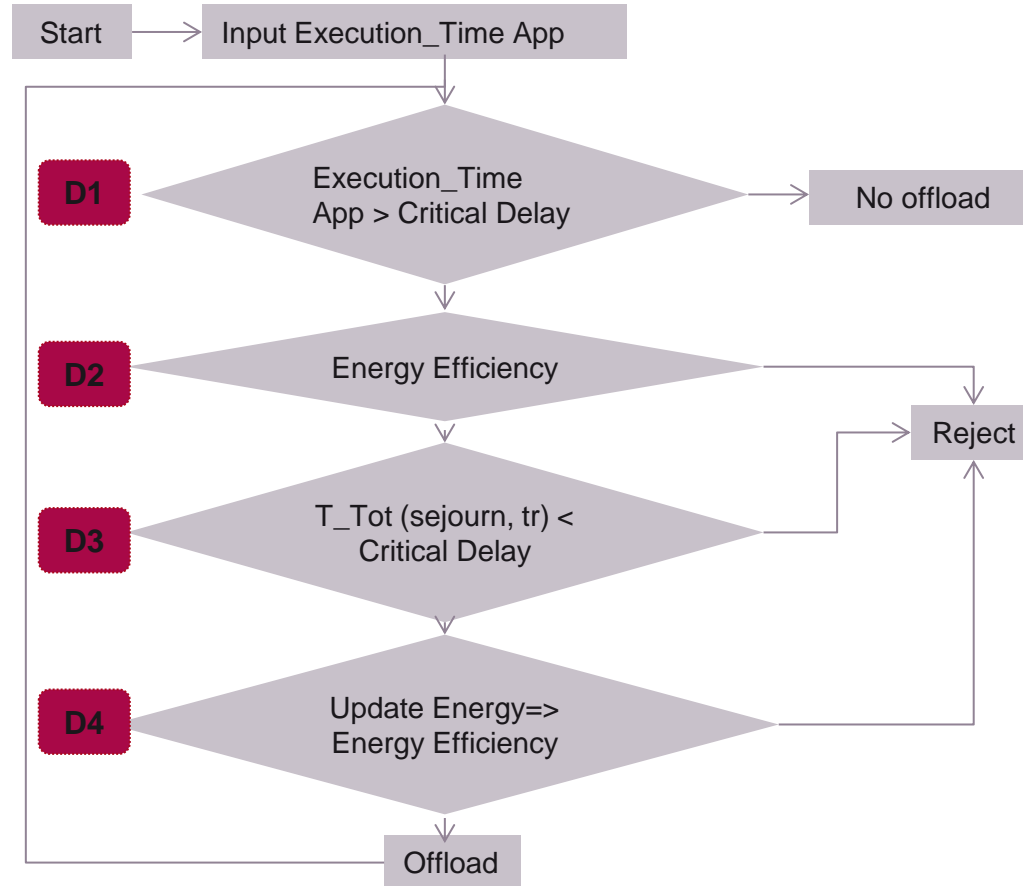 Start
Input Execution_Time App
D1
Execution_Time
App > Critical Delay
No offload
D2
Energy Efficiency
Reject
D3
T_Tot (sejourn, tr) <
Critical Delay
D4
Update Energy=>
Energy Efficiency
Offload